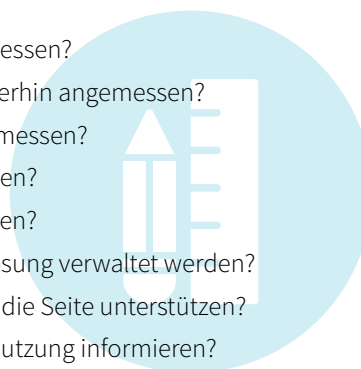 essen?
erhin angemessen?
messen?
en?
en?
sung verwaltet werden?
die Seite unterstützen?
utzung informieren?